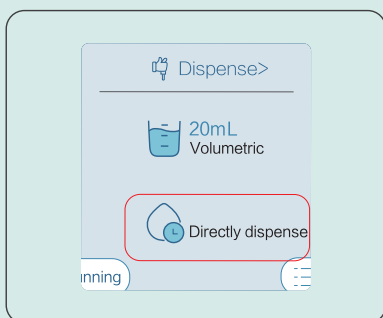 Dispense>
20mL
Volumetric
Directly dispense
nning